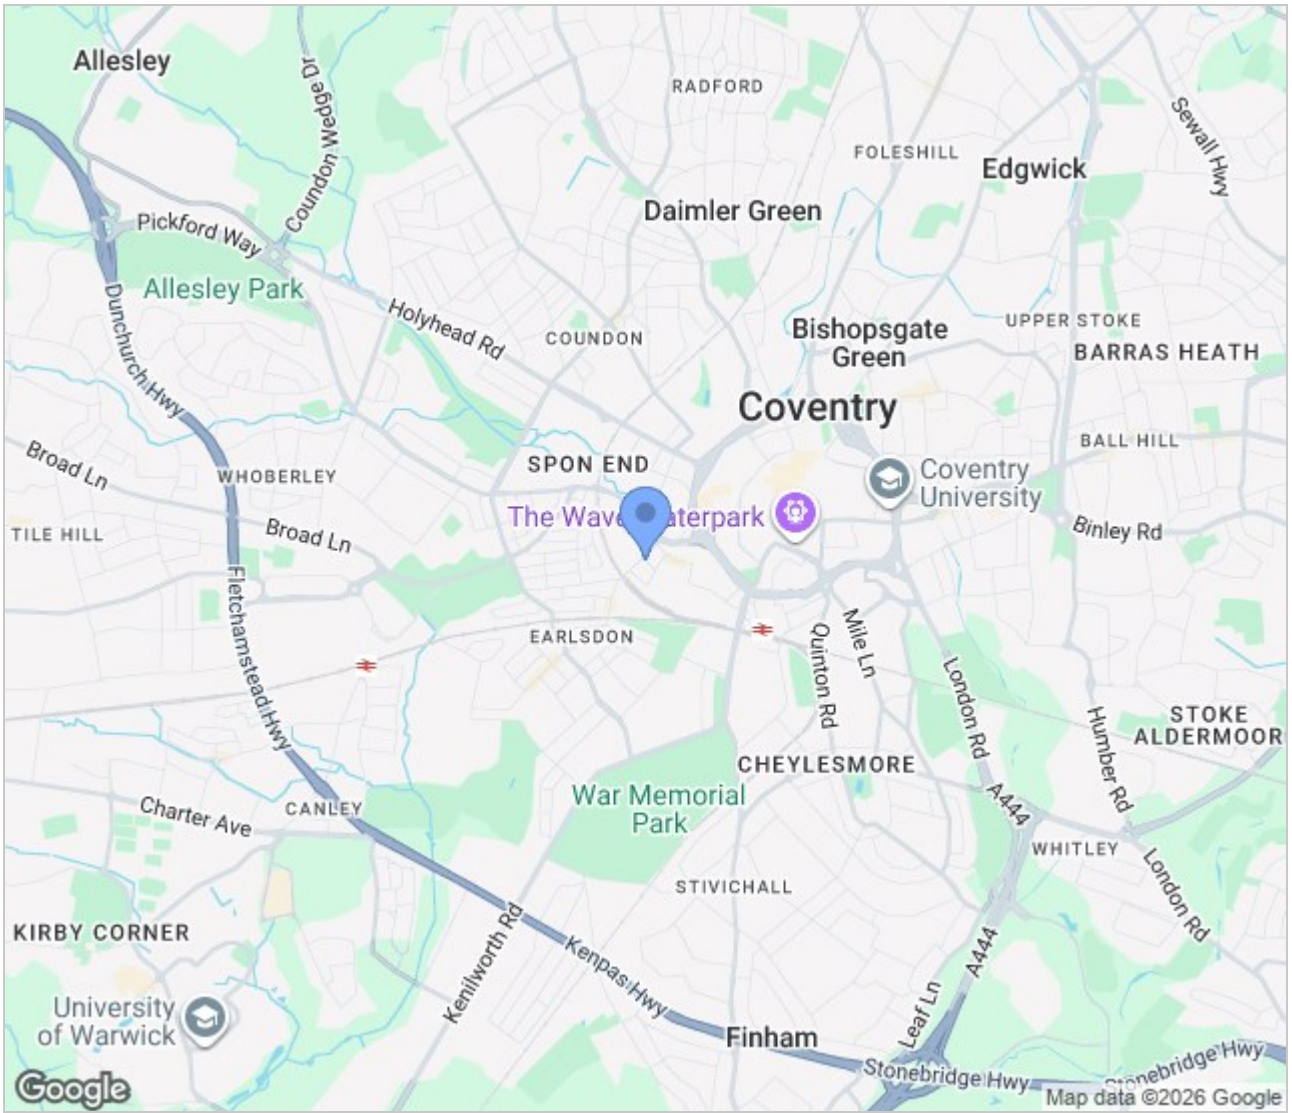 Allesley
RADFORD
Coundon Wedge Dr
Sewall Hwy
FOLESHILL
Edgwick
Daimler Green
Pickford Way
Allesley Park
Dunchurch Hwy
Holyhead Rd
COUNDON
Bishopsgate
Green
UPPER STOKE
BARRAS HEATH
Coventry
BALL HILL
Broad Ln
WHOBERLEY
SPON END
Coventry
University
The Wave Waterpark
TILE HILL
Broad Ln
Binley Rd
Fletchamstead Hwy
EARLSDON
Quinton Rd
Mile Ln
London Rd
Humber Rd
STOKE
ALDERMOOR
CHEYLESMORE
War Memorial
Park
A444
Charter Ave
CANLEY
WHITLEY
London Rd
STIVICHALL
KIRBY CORNER
Kenilworth Rd
Kenpas Hwy
A444
Leaf Ln
University
of Warwick
Finham
Stonebridge Hwy
Stonebridge Hwy
Google
Map data ©2026 Google